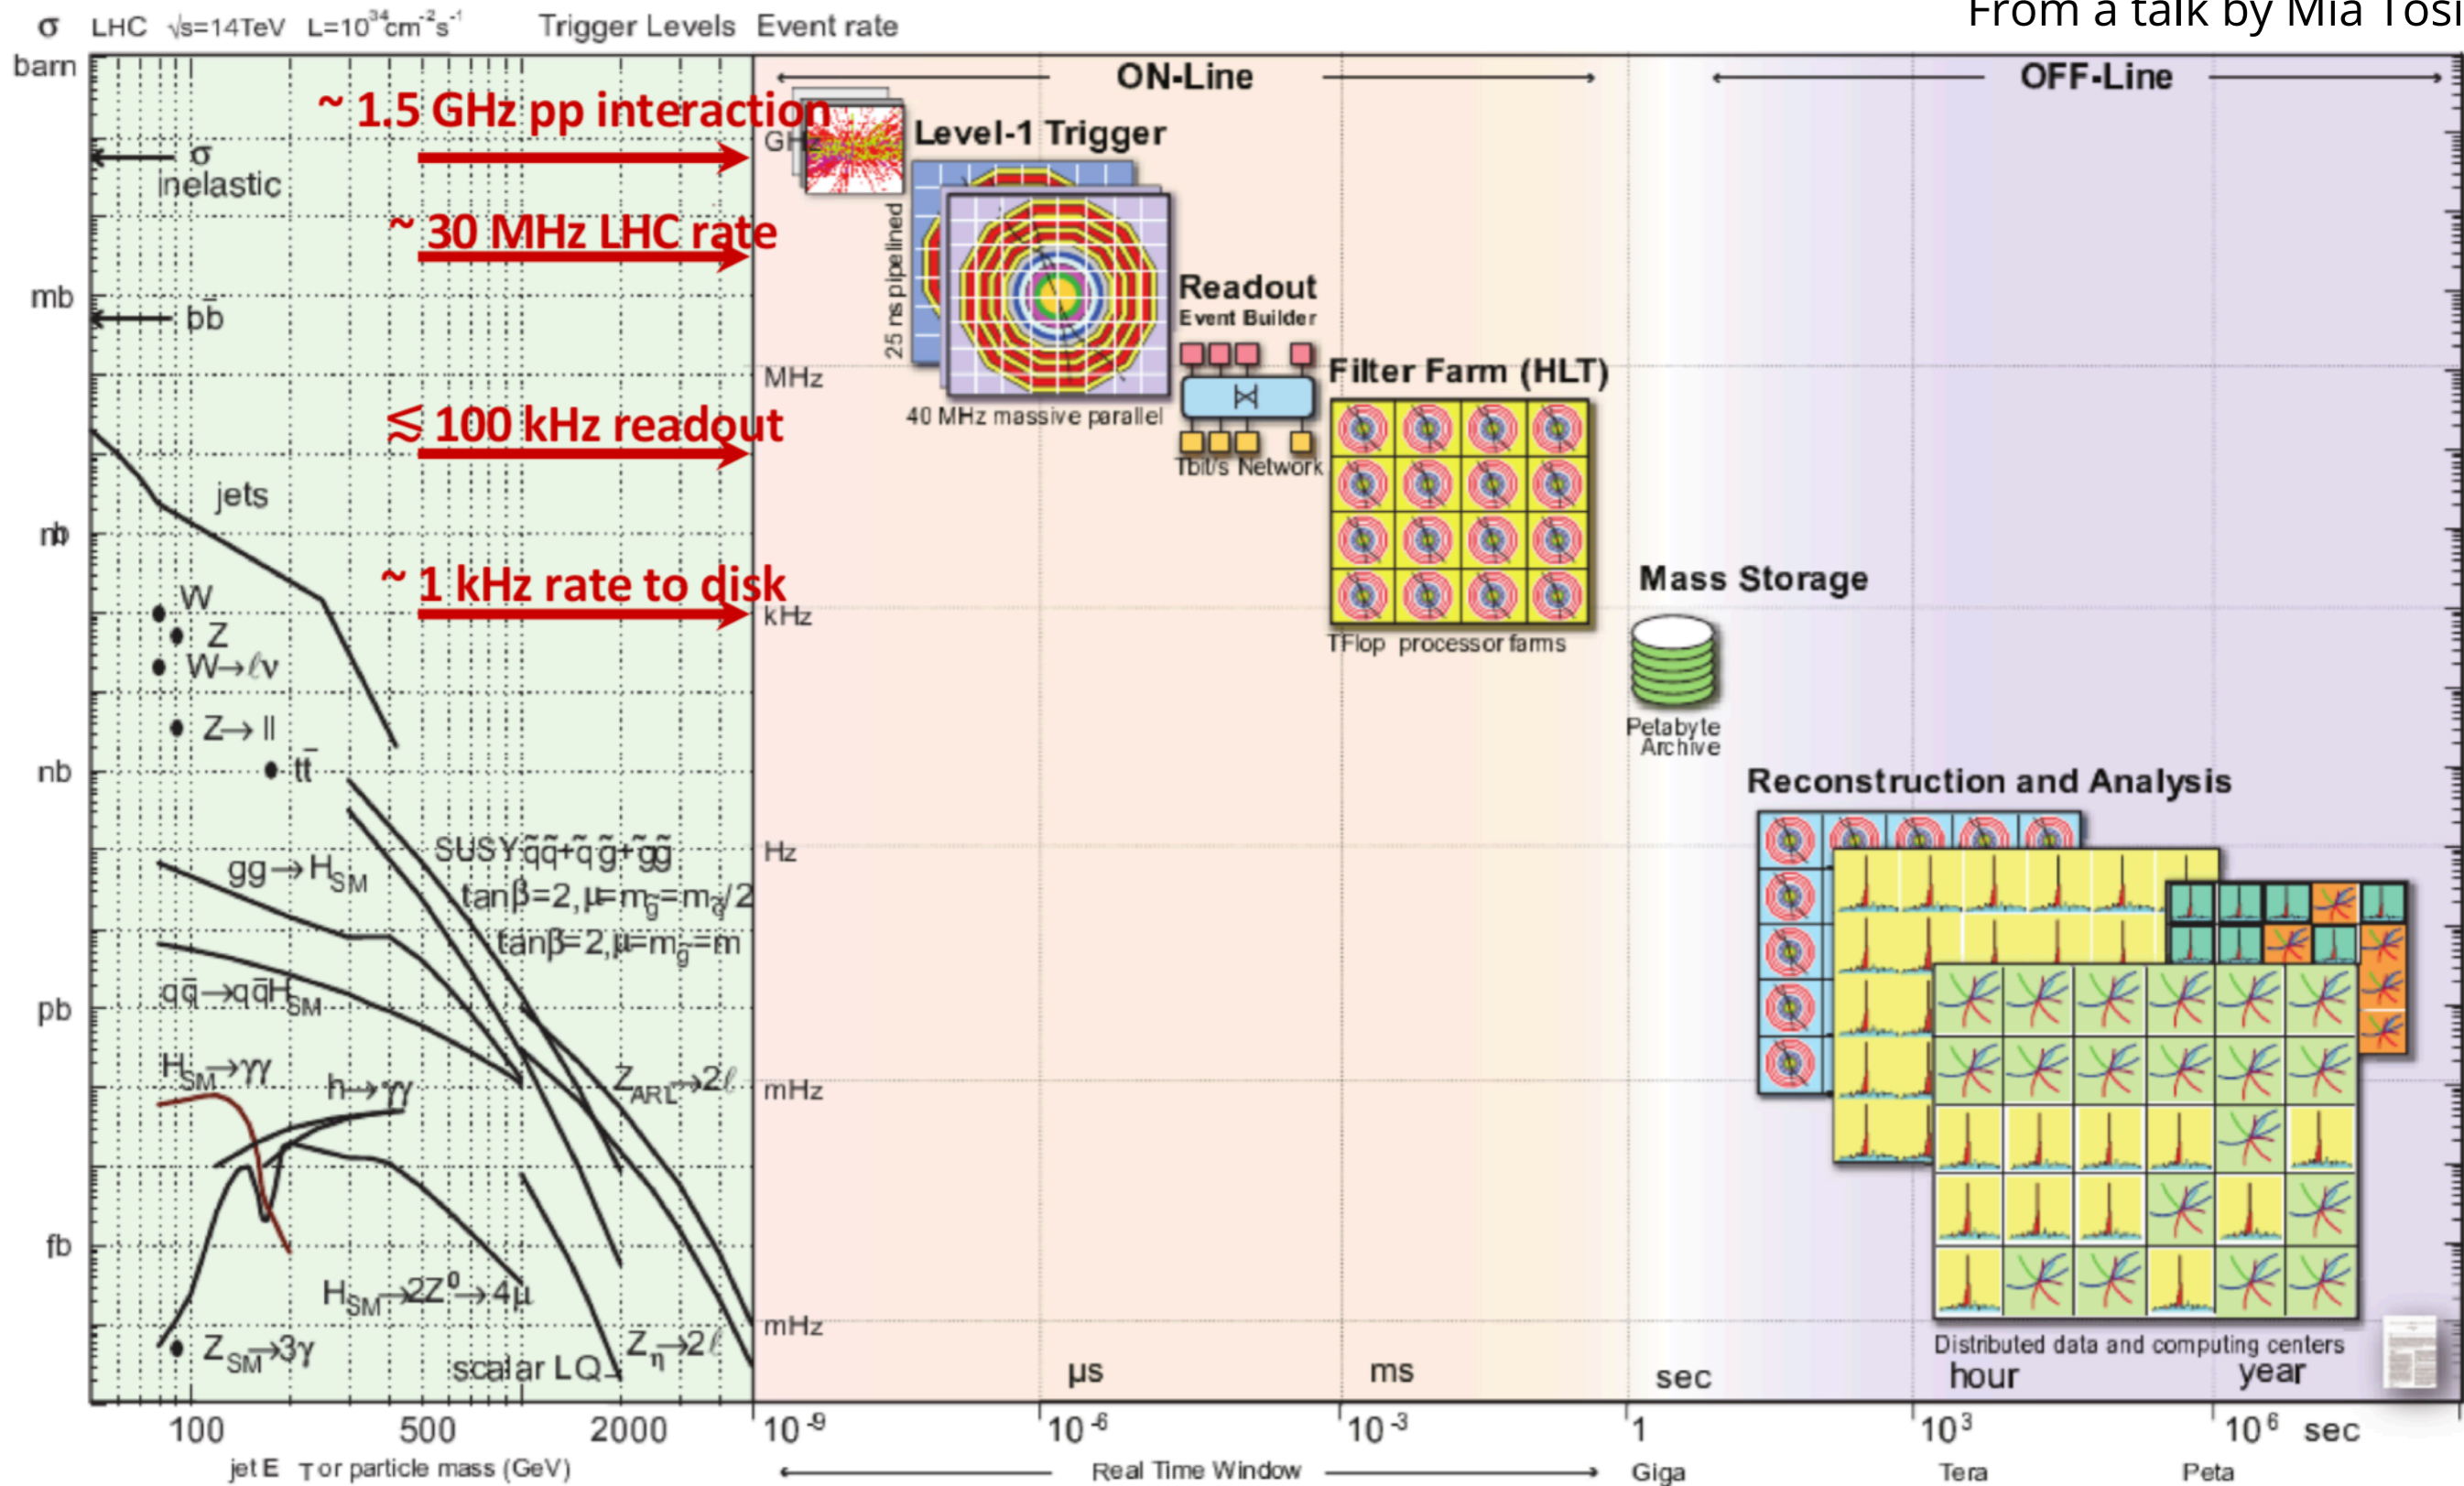 From a talk by Mia Tosi
σ LHC √s=14TeV L=10³⁴cm⁻²s⁻¹ Trigger Levels Event rate
barn
ON-Line
OFF-Line
~ 1.5 GHz pp interaction
GHz
Level-1 Trigger
σ
inelastic
~ 30 MHz LHC rate
25 ns pipelined
mb
bb̄
Readout
Event Builder
MHz
Filter Farm (HLT)
40 MHz massive parallel
≲ 100 kHz readout
Tbit/s Network
jets
~ 1 kHz rate to disk
kHz
Mass Storage
W
Z
W→ℓν
TFlop processor farms
Z→ ll
Petabyte
Archive
nb
tt̄
Reconstruction and Analysis
SUSY q̃q̃+q̃g̃+g̃g̃
Hz
gg→H_SM
tanβ=2,μ=m_g̃=m_q̃/2
tanβ=2,μ=m_g̃=m
qq̄→qq̄H_SM
pb
H_SM→γγ
h→γγ
Z_ARL→2ℓ
mHz
fb
H_SM→2Z⁰→4μ
mHz
Z_SM→3γ
scalar LQ
Z_η→2ℓ
Distributed data and computing centers
μs
ms
sec
hour
year
100
500
2000
10⁻⁹
10⁻⁶
10⁻³
1
10³
10⁶ sec
jet E T or particle mass (GeV)
Real Time Window
Giga
Tera
Peta